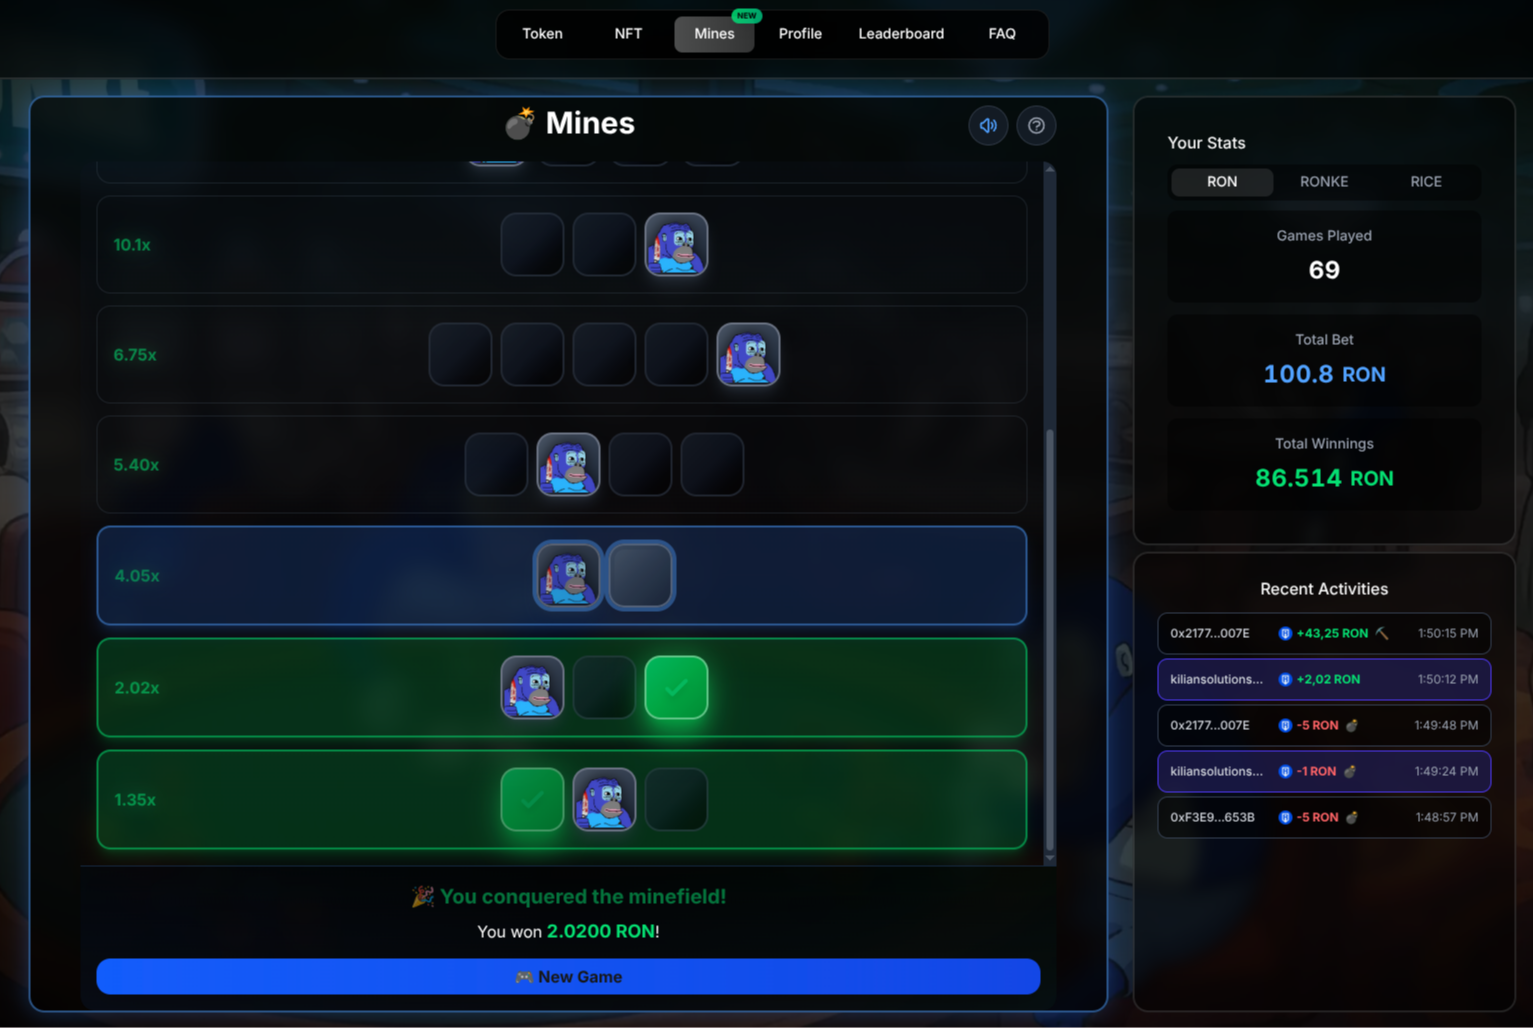 Token NFT Mines NEW Profile Leaderboard FAQ
Mines
10.1x
6.75x
5.40x
4.05x
2.02x
1.35x
You conquered the minefield!
You won 2.0200 RON!
New Game
Your Stats
RON RONKE RICE
Games Played
69
Total Bet
100.8 RON
Total Winnings
86.514 RON
Recent Activities
0x2177...007E +43,25 RON 1:50:15 PM
kiliansolutions... +2,02 RON 1:50:12 PM
0x2177...007E -5 RON 1:49:48 PM
kiliansolutions... -1 RON 1:49:24 PM
0xF3E9...653B -5 RON 1:48:57 PM